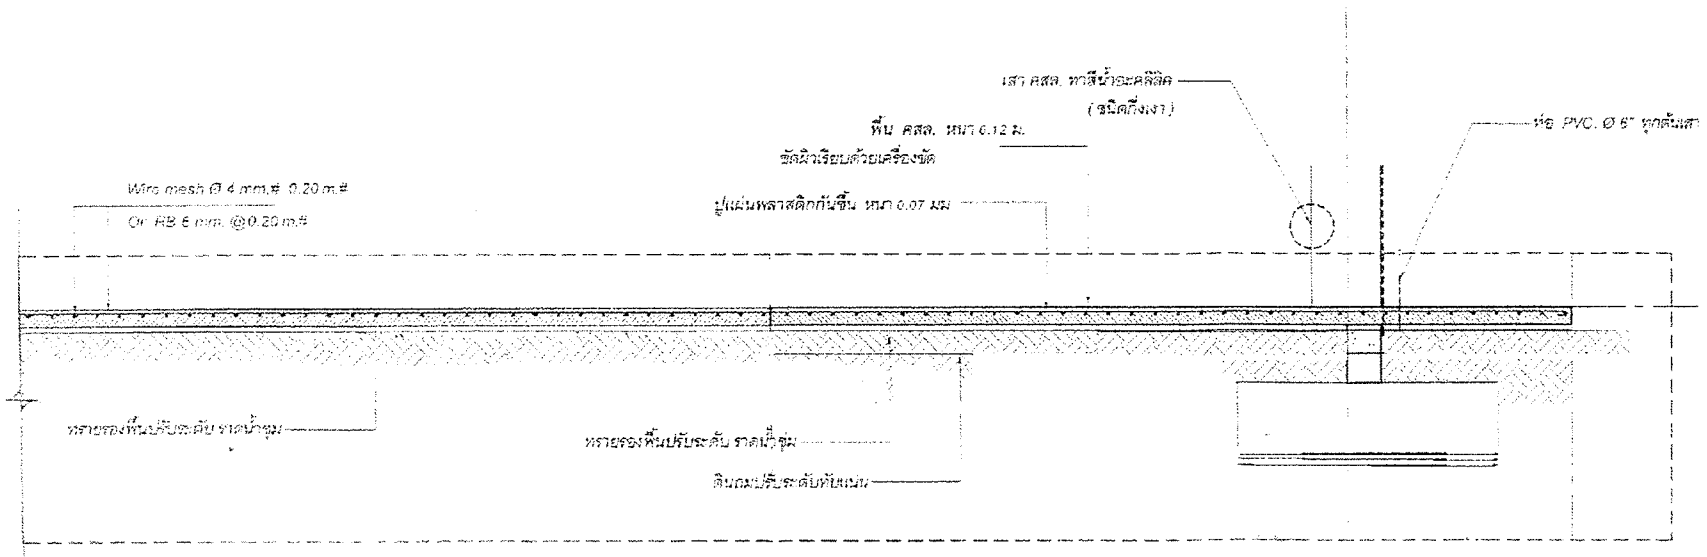 เสา คสล. ทาสีน้ำอะคลีลิค
(ชนิดกึ่งเงา)
พื้น คสล. หนา 0.12 ม.
ขัดผิวเรียบด้วยเครื่องขัด
ท่อ PVC. Ø 6" ทุกต้นเสา
Wire mesh Ø 4 mm.# 0.20 m.#
Or RB 6 mm. @ 0.20 m.#
ปูแผ่นพลาสติกกันชื้น หนา 0.07 มม
ทรายรองพื้นปรับระดับ ราดน้ำชุ่ม
ทรายรองพื้นปรับระดับ ราดน้ำชุ่ม
ดินถมปรับระดับทับแน่น